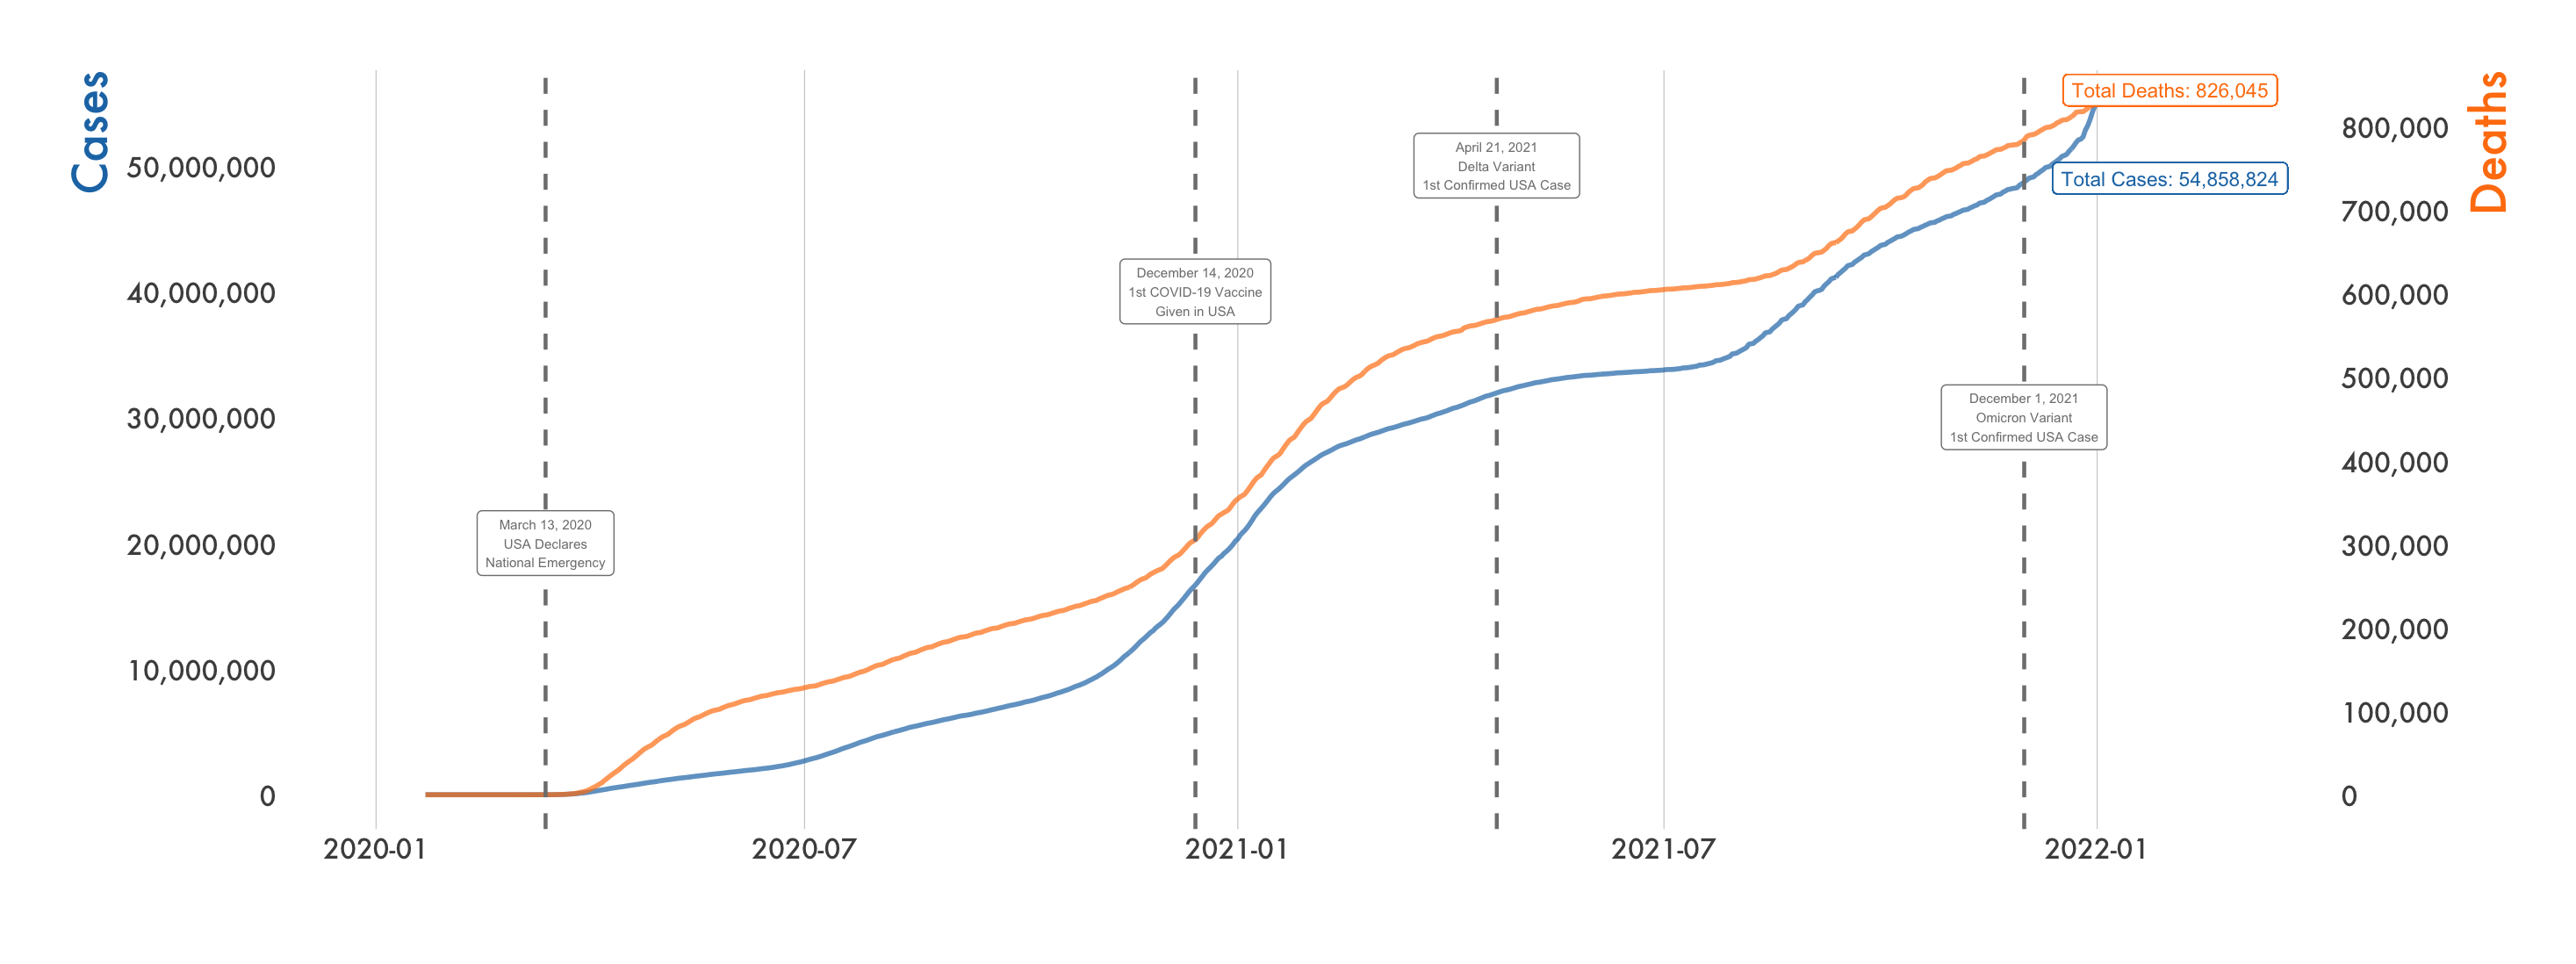 Cases
Deaths
50,000,000
40,000,000
30,000,000
20,000,000
10,000,000
0
800,000
700,000
600,000
500,000
400,000
300,000
200,000
100,000
0
Total Deaths: 826,045
Total Cases: 54,858,824
March 13, 2020
USA Declares
National Emergency
December 14, 2020
1st COVID-19 Vaccine
Given in USA
April 21, 2021
Delta Variant
1st Confirmed USA Case
December 1, 2021
Omicron Variant
1st Confirmed USA Case
2020-01
2020-07
2021-01
2021-07
2022-01